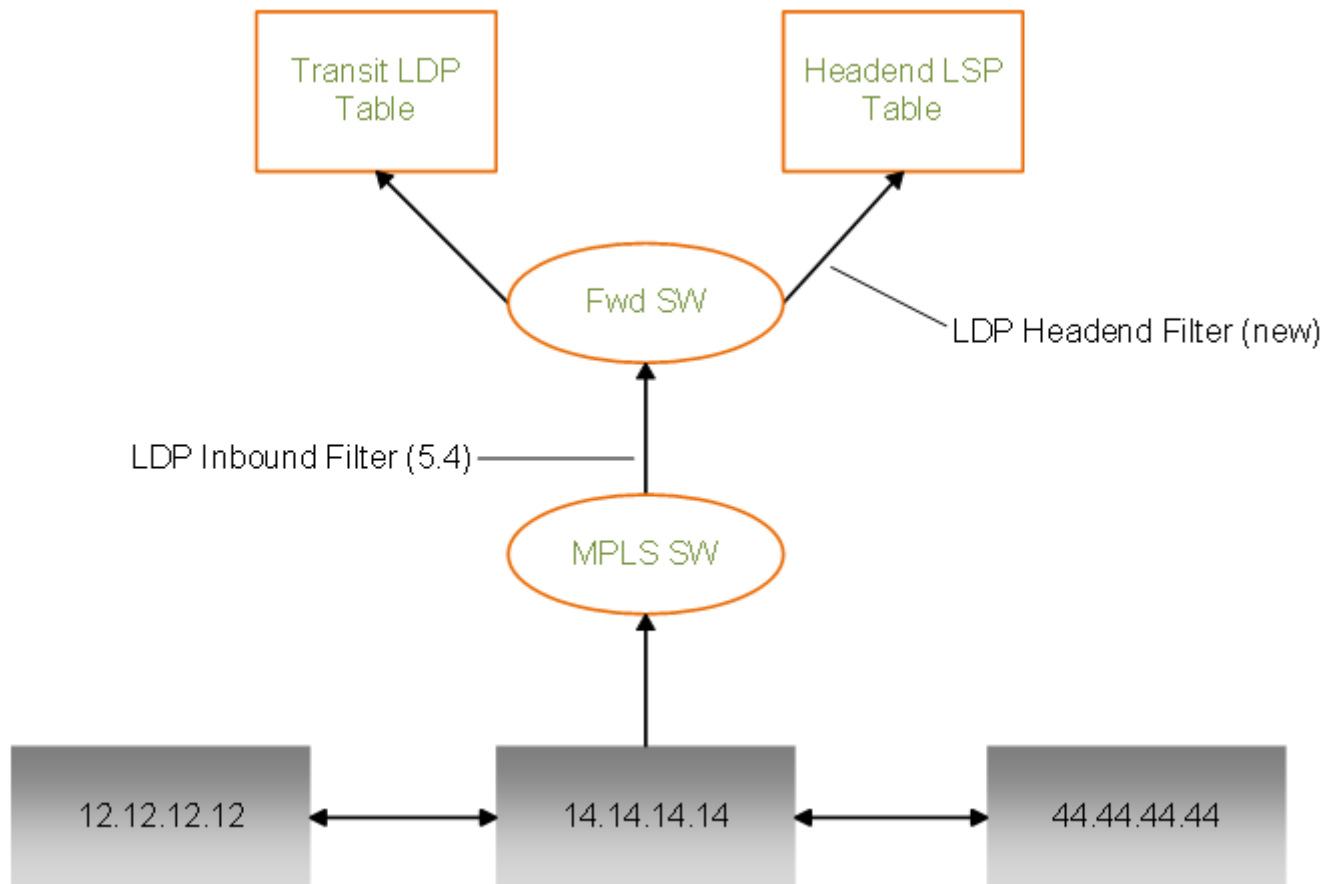 Transit LDP
Table
Headend LSP
Table
Fwd SW
LDP Headend Filter (new)
LDP Inbound Filter (5.4)
MPLS SW
12.12.12.12
14.14.14.14
44.44.44.44